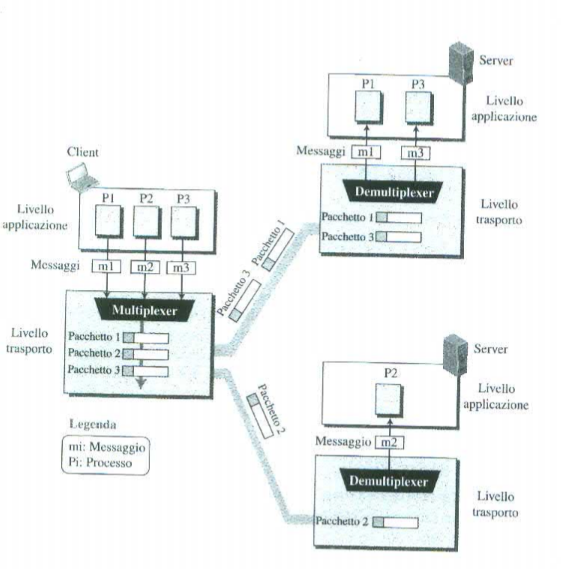 Server
P1 P3
Livello
applicazione
Messaggi m1 m3
Demultiplexer
Pacchetto 1
Pacchetto 3
Livello
trasporto
Client
P1 P2 P3
Livello
applicazione
Messaggi m1 m2 m3
Multiplexer
Pacchetto 1
Pacchetto 2
Pacchetto 3
Livello
trasporto
Pacchetto 1
Pacchetto 3
Pacchetto 2
Server
P2
Livello
applicazione
Messaggio m2
Demultiplexer
Pacchetto 2
Livello
trasporto
Legenda
mi: Messaggio
Pi: Processo